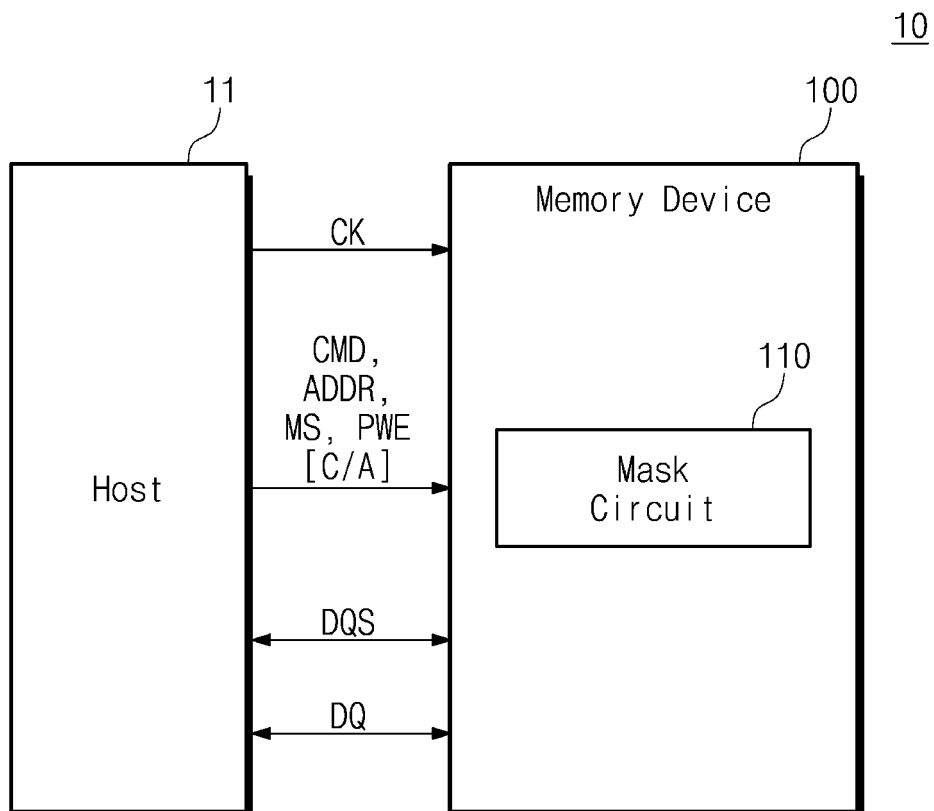 10
11
100
Memory Device
CK
CMD,
ADDR,
MS, PWE
[C/A]
110
Host
Mask
Circuit
DQS
DQ